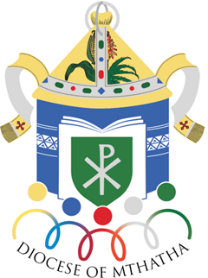 DIOCESE OF MTHATHA